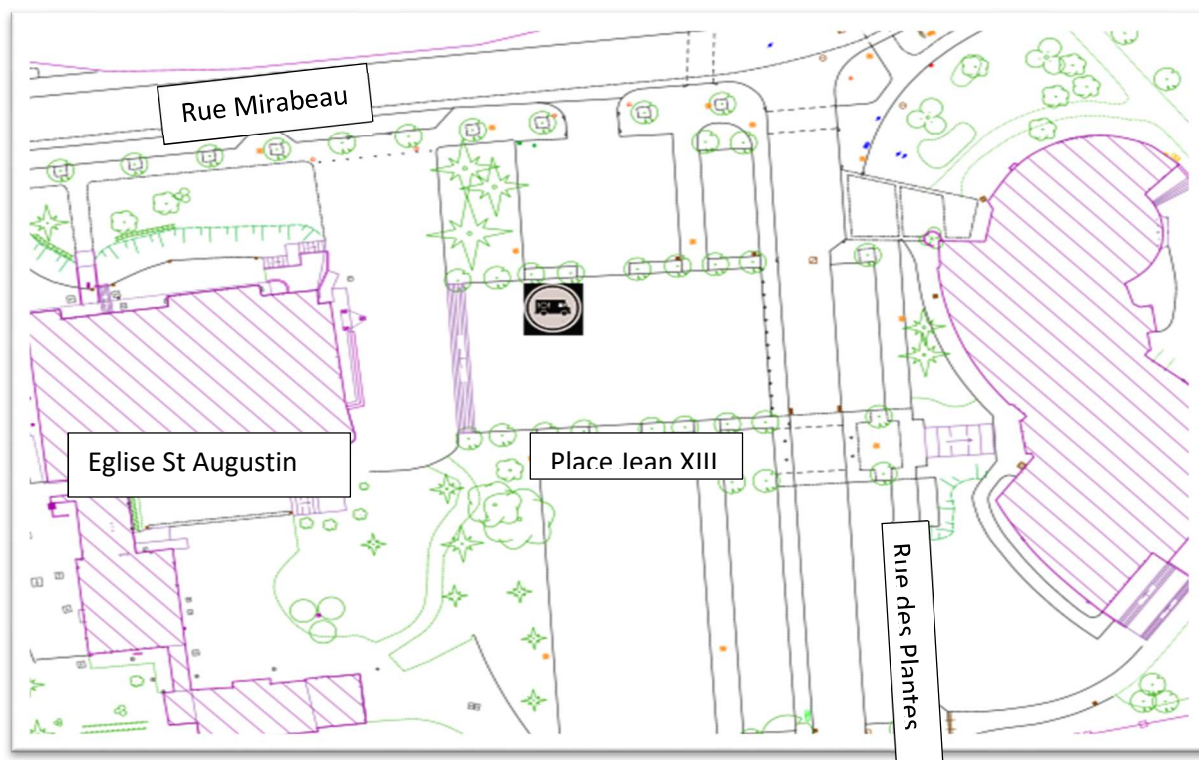 Rue Mirabeau
Eglise St Augustin
Place Jean XIII
Rue des Plantes